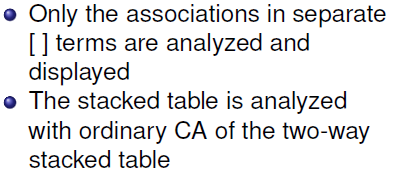 Only the associations in separate
[ ] terms are analyzed and
displayed
The stacked table is analyzed
with ordinary CA of the two-way
stacked table